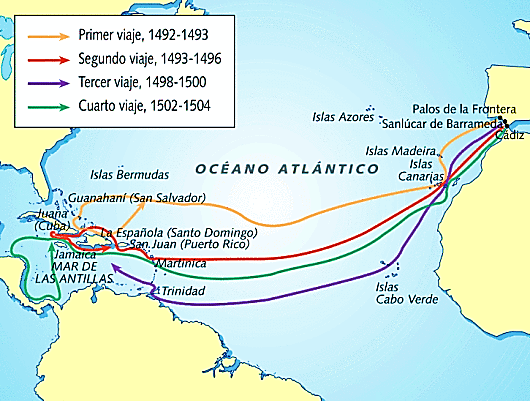 Primer viaje, 1492-1493
Segundo viaje, 1493-1496
Tercer viaje, 1498-1500
Cuarto viaje, 1502-1504
Islas Azores
Palos de la Frontera
Sanlúcar de Barrameda
Cádiz
Islas Madeira
Islas
Canarias
OCÉANO ATLÁNTICO
Islas Bermudas
Guanahaní (San Salvador)
Juana
(Cuba)
La Española (Santo Domingo)
San Juan (Puerto Rico)
Jamaica
Martinica
MAR DE
LAS ANTILLAS
Trinidad
Islas
Cabo Verde